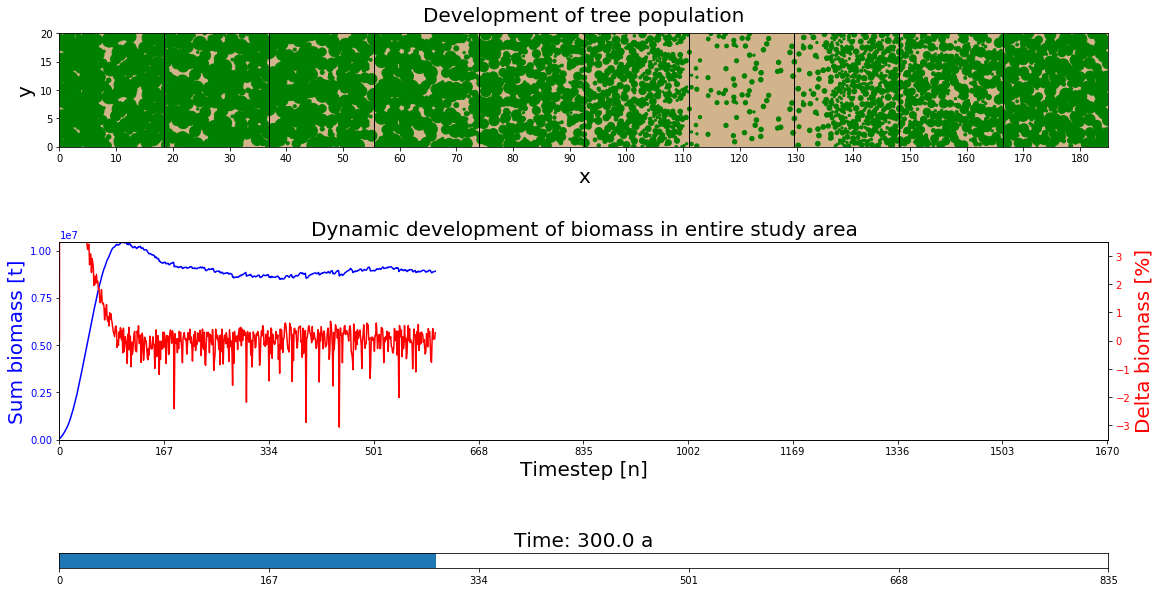 Development of tree population
20
15
10
5
0
y
0 10 20 30 40 50 60 70 80 90 100 110 120 130 140 150 160 170 180
x
Dynamic development of biomass in entire study area
1e7
1.00
0.75
0.50
0.25
0.00
Sum biomass [t]
3
2
1
0
−1
−2
−3
Delta biomass [%]
0 167 334 501 668 835 1002 1169 1336 1503 1670
Timestep [n]
Time: 300.0 a
0 167 334 501 668 835